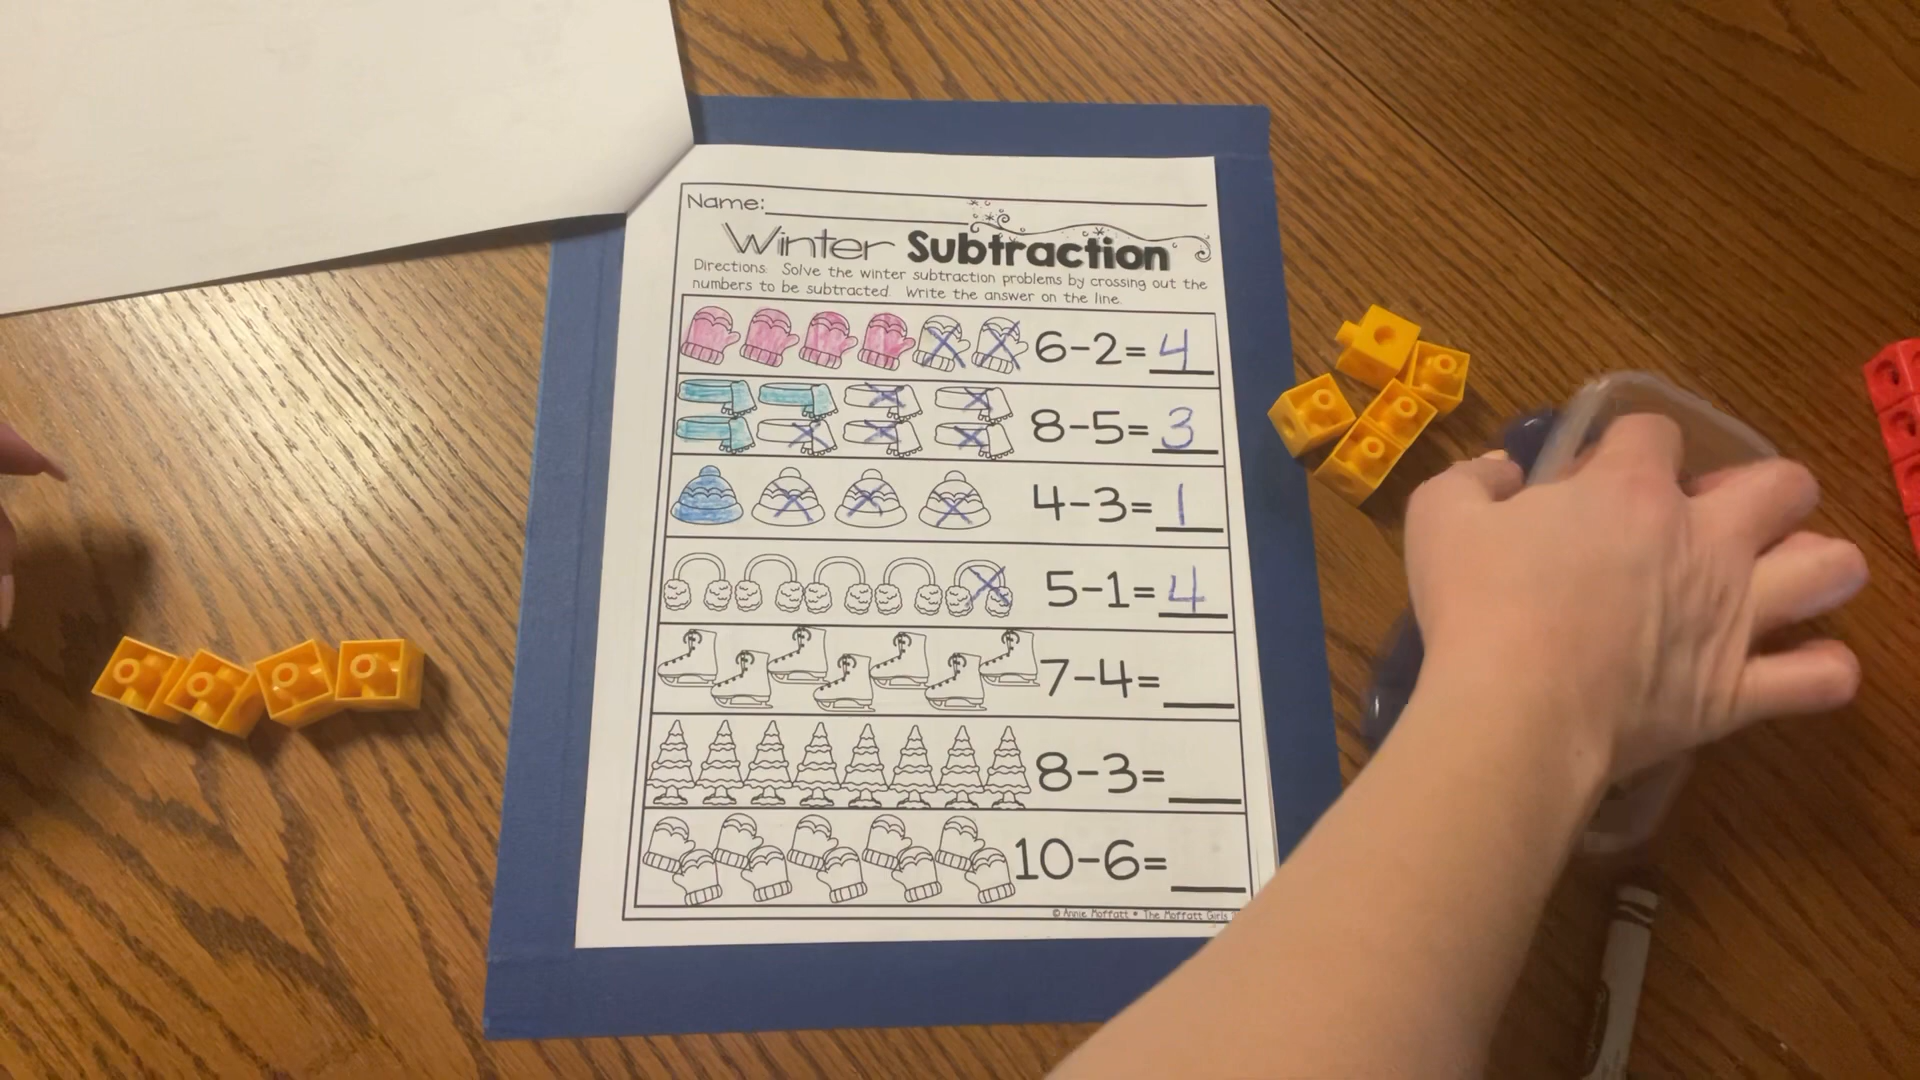 Name:
Winter Subtraction
Directions: Solve the winter subtraction problems by crossing out the
numbers to be subtracted. Write the answer on the line.
6-2= 4
8-5= 3
4-3= 1
5-1= 4
7-4=
8-3=
10-6=
© Annie Moffatt • The Moffatt Girls